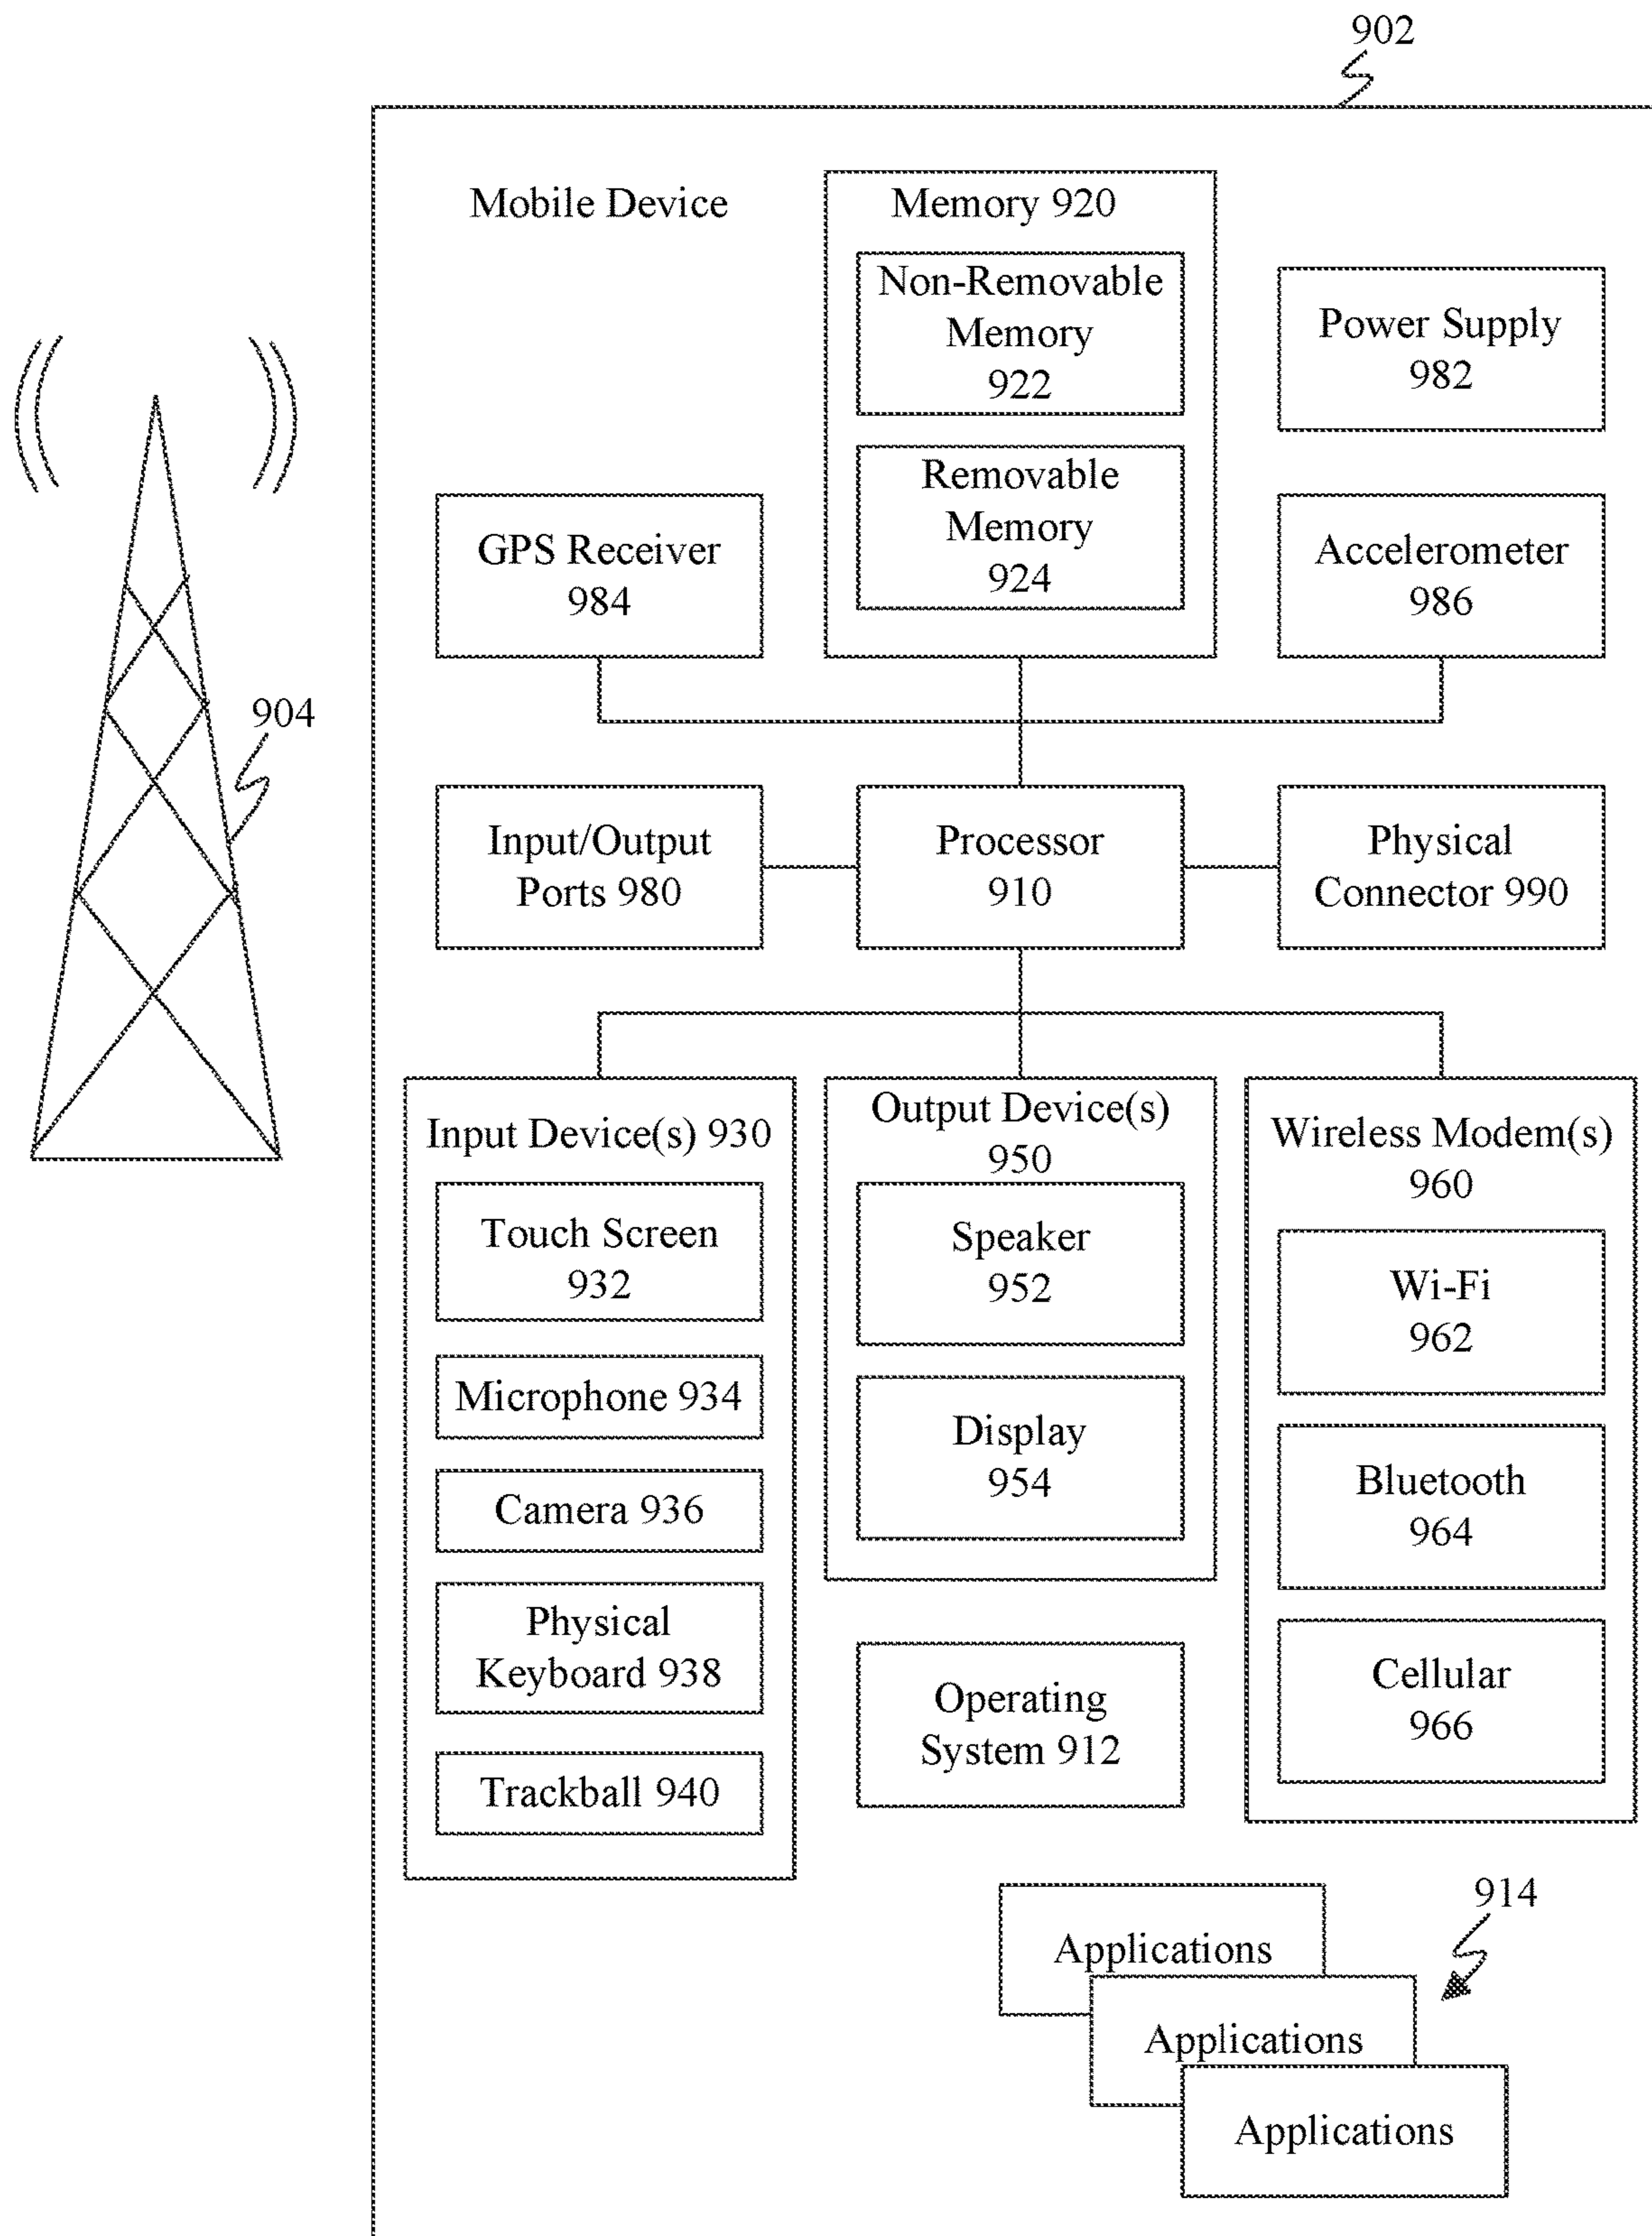 902
Mobile Device
Memory 920
Non-Removable
Memory
922
Removable
Memory
924
Power Supply
982
GPS Receiver
984
Accelerometer
986
904
Input/Output
Ports 980
Processor
910
Physical
Connector 990
Input Device(s) 930
Touch Screen
932
Microphone 934
Camera 936
Physical
Keyboard 938
Trackball 940
Output Device(s)
950
Speaker
952
Display
954
Operating
System 912
Wireless Modem(s)
960
Wi-Fi
962
Bluetooth
964
Cellular
966
914
Applications
Applications
Applications